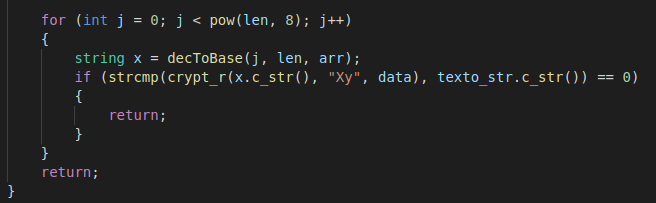 for (int j = 0; j < pow(len, 8); j++)
{
string x = decToBase(j, len, arr);
if (strcmp(crypt_r(x.c_str(), "Xy", data), texto_str.c_str()) == 0)
{
return;
}
}
return;
}